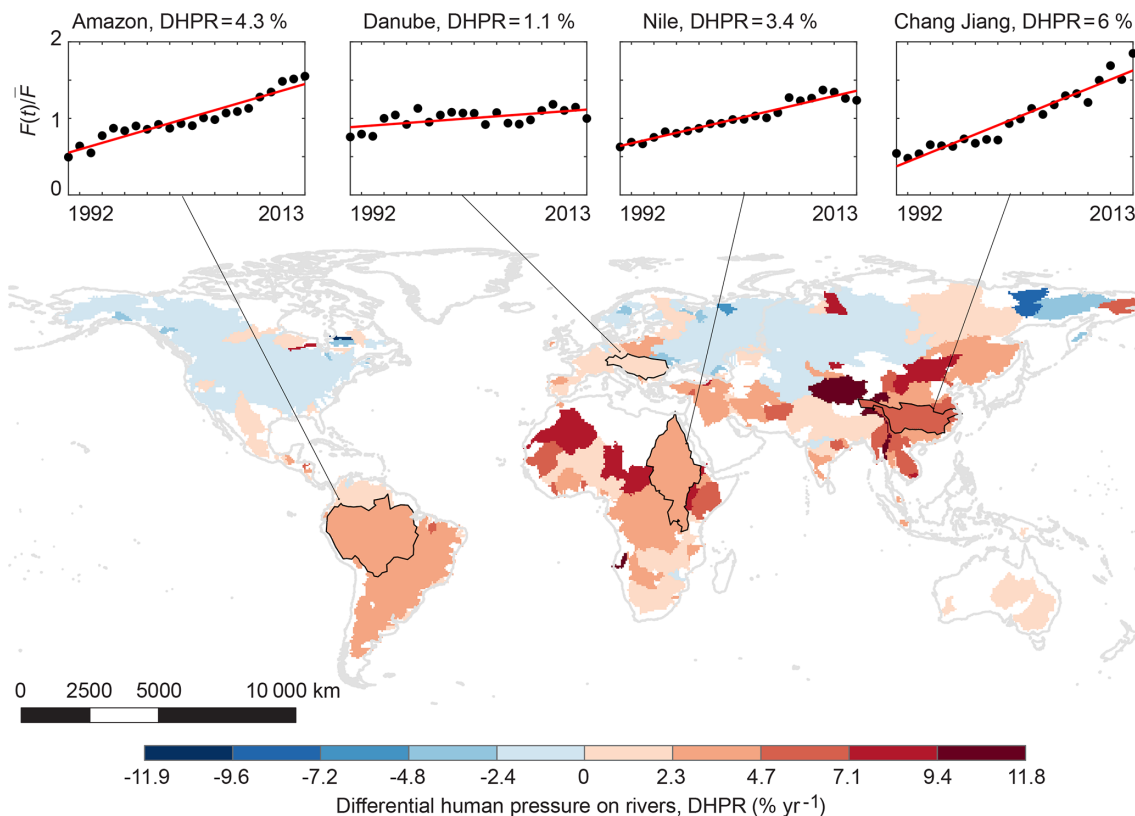 Amazon, DHPR = 4.3 %
Danube, DHPR = 1.1 %
Nile, DHPR = 3.4 %
Chang Jiang, DHPR = 6 %
2
1
0
F(t)/F̅
1992 2013
1992 2013
1992 2013
1992 2013
0 2500 5000 10 000 km
-11.9 -9.6 -7.2 -4.8 -2.4 0 2.3 4.7 7.1 9.4 11.8
Differential human pressure on rivers, DHPR (% yr⁻¹)